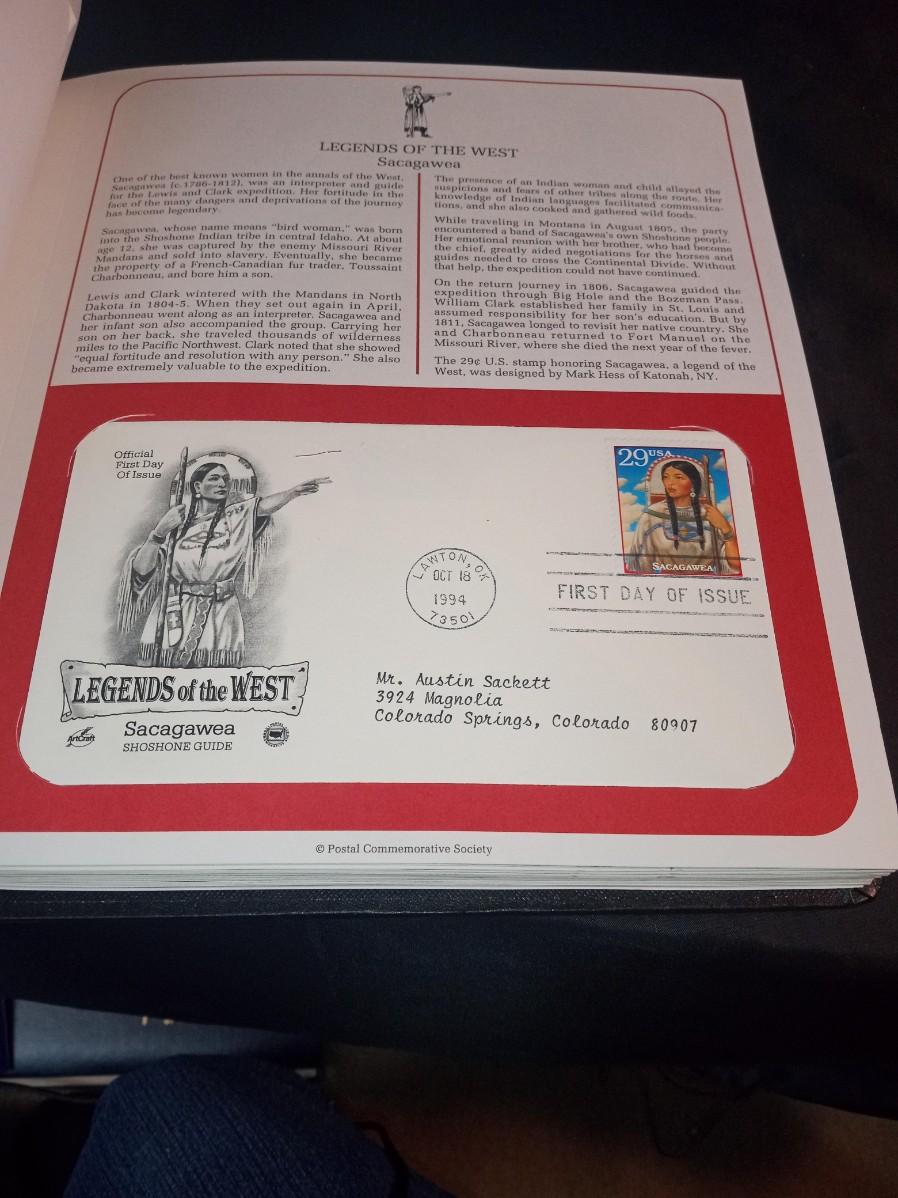 LEGENDS OF THE WEST
Sacagawea
One of the best known women in the annals of the West,
Sacagawea (c.1786-1812), was an interpreter and guide
for the Lewis and Clark expedition. Her fortitude in the
face of the many dangers and deprivations of the journey
has become legendary.
Sacagawea, whose name means "bird woman," was born
into the Shoshone Indian tribe in central Idaho. At about
age 12, she was captured by the enemy Missouri River
Mandans and sold into slavery. Eventually, she became
the property of a French-Canadian fur trader, Toussaint
Charbonneau, and bore him a son.
Lewis and Clark wintered with the Mandans in North
Dakota in 1804-5. When they set out again in April,
Charbonneau went along as an interpreter. Sacagawea and
her infant son also accompanied the group. Carrying her
son on her back, she traveled thousands of wilderness
miles to the Pacific Northwest. Clark noted that she showed
"equal fortitude and resolution with any person." She also
became extremely valuable to the expedition.
The presence of an Indian woman and child allayed the
suspicions and fears of other tribes along the route. Her
knowledge of Indian languages facilitated communica-
tions, and she also cooked and gathered wild foods.
While traveling in Montana in August 1805, the party
encountered a band of Sacagawea's own Shoshone people.
Her emotional reunion with her brother, who had become
the chief, greatly aided negotiations for the horses and
guides needed to cross the Continental Divide. Without
that help, the expedition could not have continued.
On the return journey in 1806, Sacagawea guided the
expedition through Big Hole and the Bozeman Pass.
William Clark established her family in St. Louis and
assumed responsibility for her son's education. But by
1811, Sacagawea longed to revisit her native country. She
and Charbonneau returned to Fort Manuel on the
Missouri River, where she died the next year of the fever.
The 29¢ U.S. stamp honoring Sacagawea, a legend of the
West, was designed by Mark Hess of Katonah, NY.
Official
First Day
Of Issue
29USA
SACAGAWEA
LAWTON, OK
OCT 18
1994
73501
FIRST DAY OF ISSUE
LEGENDS of the WEST
Sacagawea
SHOSHONE GUIDE
ArtCraft
Mr. Austin Sackett
3924 Magnolia
Colorado Springs, Colorado 80907
© Postal Commemorative Society